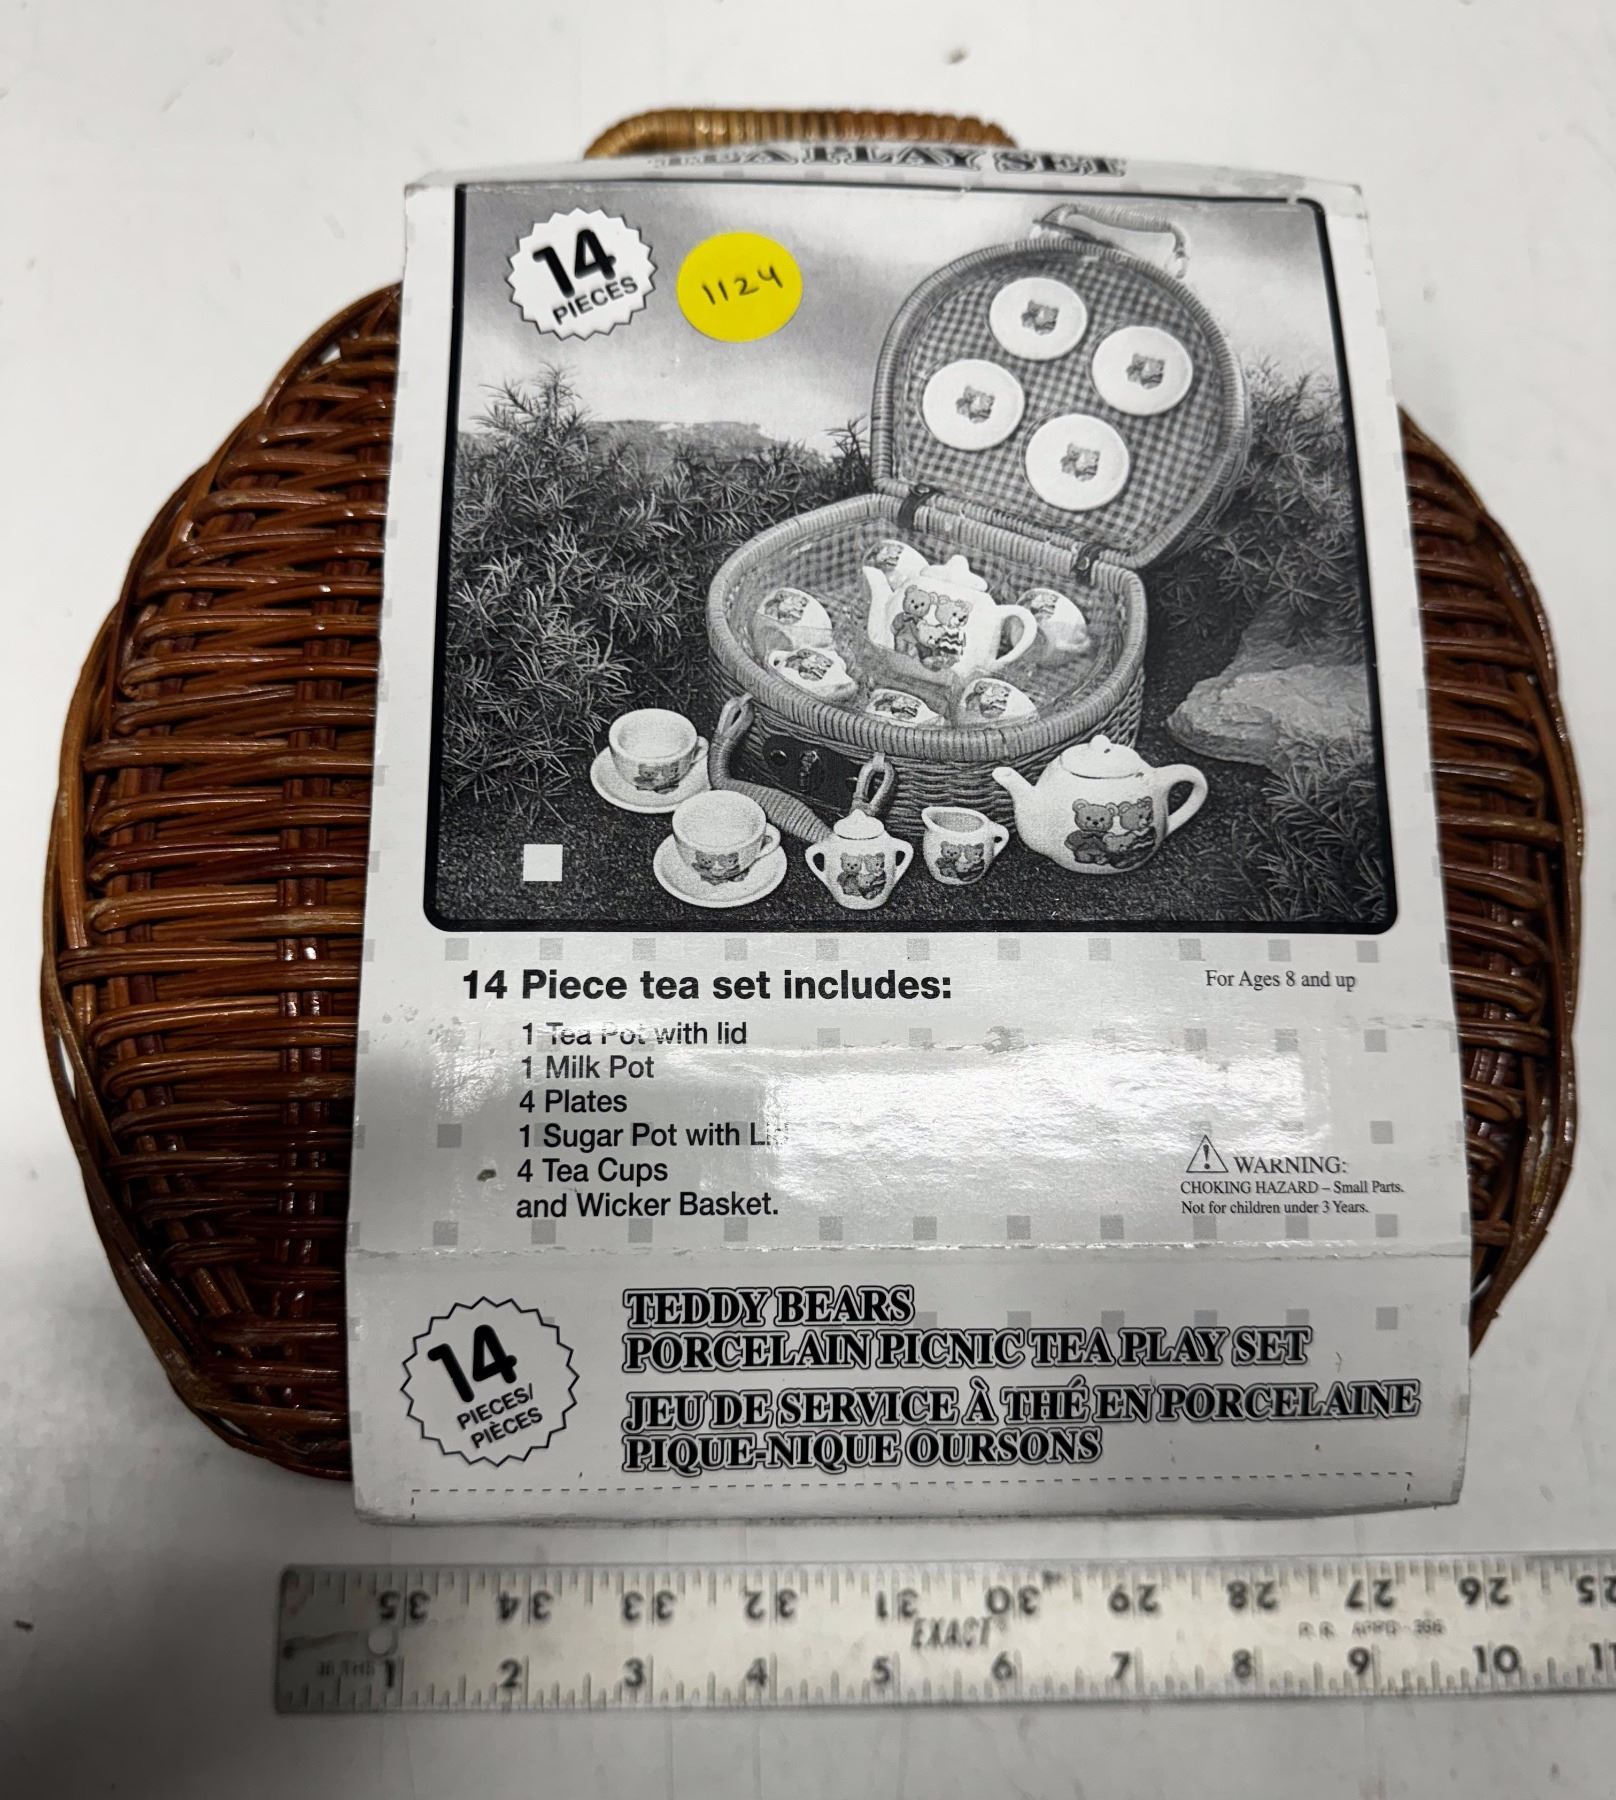 TEA PLAY SET
14
PIECES
1124
14 Piece tea set includes:
For Ages 8 and up
1 Tea Pot with lid
1 Milk Pot
4 Plates
1 Sugar Pot with Lid
4 Tea Cups
and Wicker Basket.
WARNING:
CHOKING HAZARD – Small Parts.
Not for children under 3 Years.
14
PIECES/
PIÈCES
TEDDY BEARS
PORCELAIN PICNIC TEA PLAY SET
JEU DE SERVICE À THÉ EN PORCELAINE
PIQUE-NIQUE OURSONS
35 34 33 32 31 30 29 28 27 26 25
EXACT
1 2 3 4 5 6 7 8 9 10 11